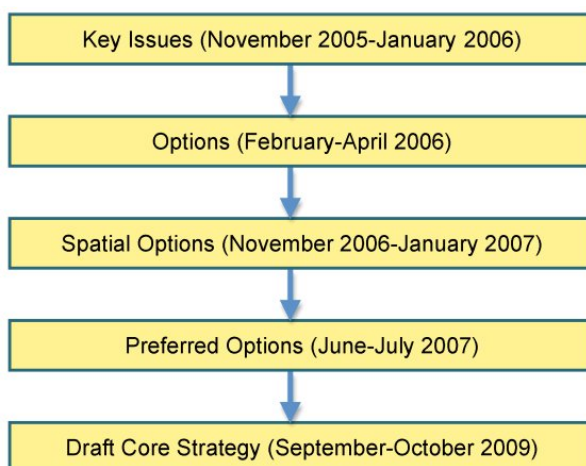 Key Issues (November 2005-January 2006)
Options (February-April 2006)
Spatial Options (November 2006-January 2007)
Preferred Options (June-July 2007)
Draft Core Strategy (September-October 2009)